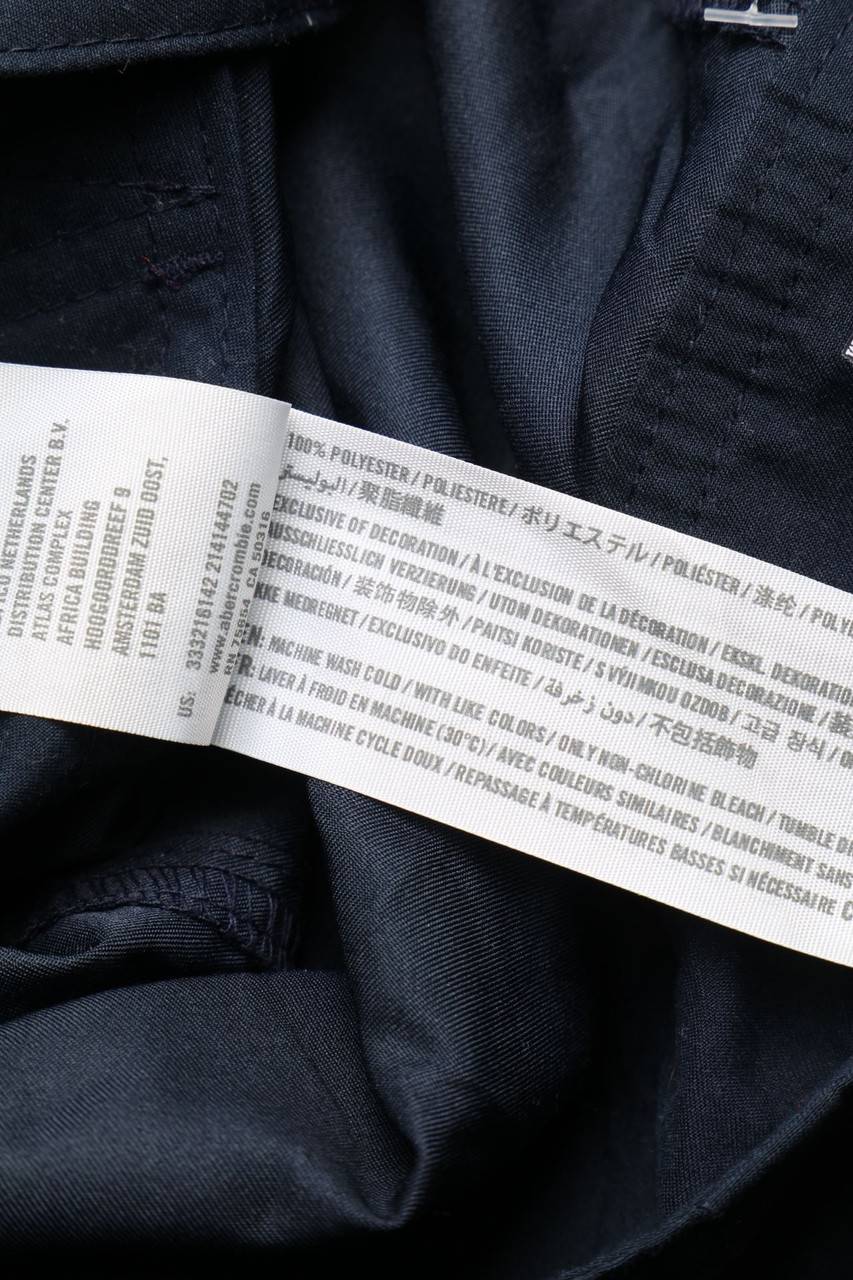 NETHERLANDS
DISTRIBUTION CENTER B.V.
ATLAS COMPLEX
AFRICA BUILDING
HOOGOORDDREEF 9
AMSTERDAM ZUID OOST,
1101 BA
US: 333216142 214144702
www.abercrombie.com
RN 75654 CA 50316
100% POLYESTER / POLIESTERE / ポリエステル / POLIÉSTER / 涤纶 /
البوليستر / 聚脂纖維
EXCLUSIVE OF DECORATION / À L'EXCLUSION DE LA DÉCORATION / EKSKL. DEKORATION
AUSSCHLIESSLICH VERZIERUNG / UTOM DEKORATIONEN / ESCLUSA DECORAZIONE /
DECORACIÓN / 装饰物除外 / PAITSI KORISTE / S VÝJIMKOU OZDOB / 고급 장식 /
IKKE MEDREGNET / EXCLUSIVO DO ENFEITE / دون زخرفة / 不包括飾物
EN: MACHINE WASH COLD / WITH LIKE COLORS / ONLY NON-CHLORINE BLEACH / TUMBLE
FR: LAVER À FROID EN MACHINE (30°C) / AVEC COULEURS SIMILAIRES / BLANCHIMENT SANS
SÉCHER À LA MACHINE CYCLE DOUX / REPASSAGE À TEMPÉRATURES BASSES SI NÉCESSAIRE